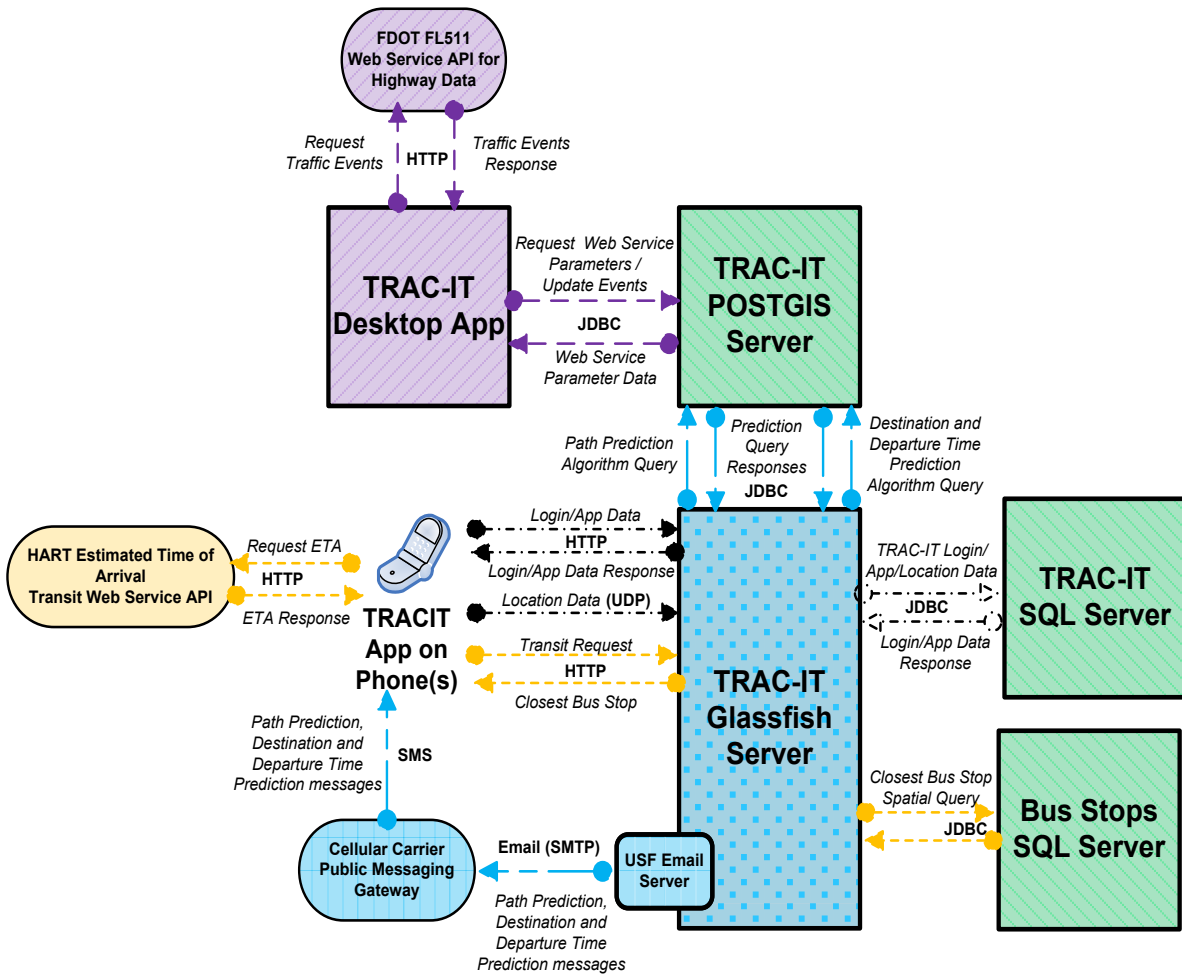 FDOT FL511
Web Service API for
Highway Data
Request
Traffic Events
HTTP
Traffic Events
Response
TRAC-IT
Desktop App
Request Web Service
Parameters /
Update Events
JDBC
Web Service
Parameter Data
TRAC-IT
POSTGIS
Server
Path Prediction
Algorithm Query
Prediction
Query
Responses
JDBC
Destination and
Departure Time
Prediction
Algorithm Query
HART Estimated Time of
Arrival
Transit Web Service API
Request ETA
HTTP
ETA Response
TRACIT
App on
Phone(s)
Login/App Data
HTTP
Login/App Data Response
Location Data (UDP)
Transit Request
HTTP
Closest Bus Stop
TRAC-IT
Glassfish
Server
TRAC-IT Login/
App/Location Data
JDBC
Login/App Data
Response
TRAC-IT
SQL Server
Closest Bus Stop
Spatial Query
JDBC
Bus Stops
SQL Server
Path Prediction,
Destination and
Departure Time
Prediction messages
SMS
Cellular Carrier
Public Messaging
Gateway
Email (SMTP)
Path Prediction,
Destination and
Departure Time
Prediction messages
USF Email
Server